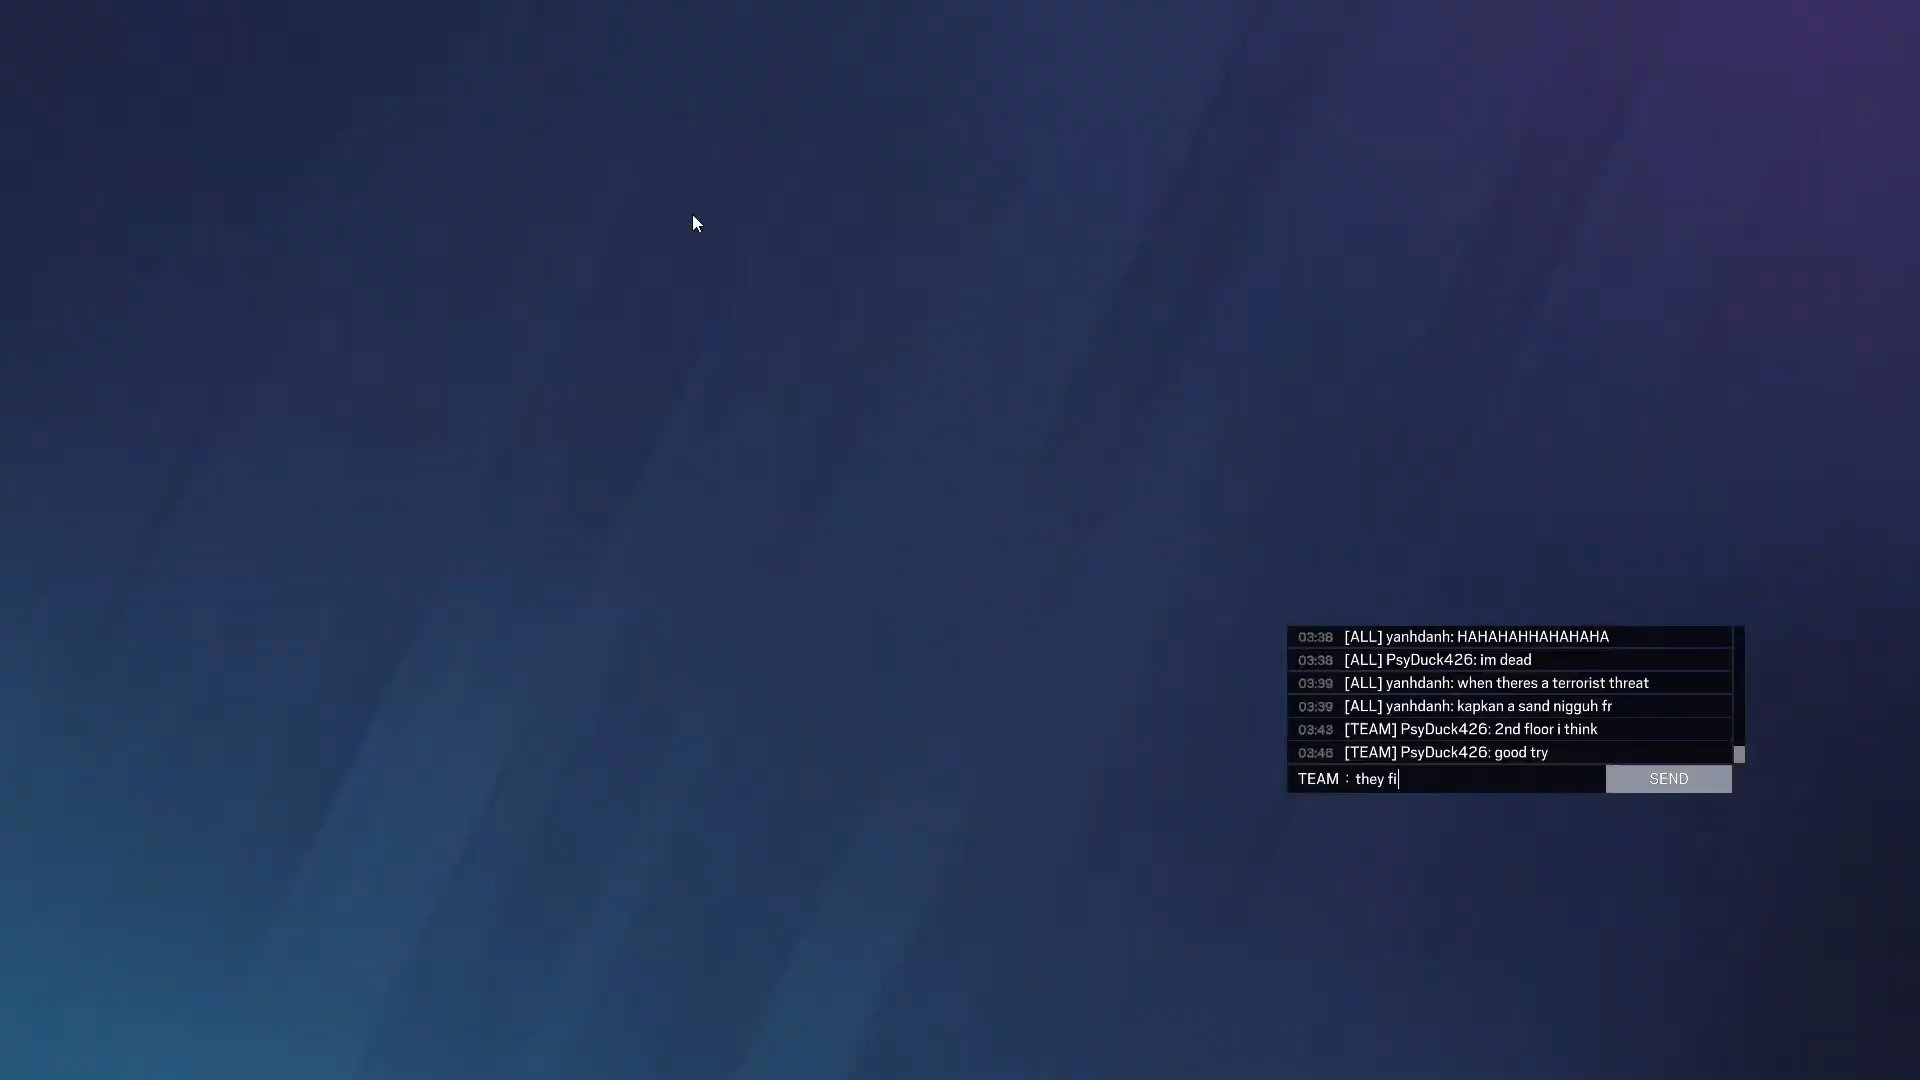 03:38 [ALL] yanhdanh: HAHAHAHHAHAHAHA
03:38 [ALL] PsyDuck426: im dead
03:39 [ALL] yanhdanh: when theres a terrorist threat
03:39 [ALL] yanhdanh: kapkan a sand nigguh fr
03:43 [TEAM] PsyDuck426: 2nd floor i think
03:46 [TEAM] PsyDuck426: good try
TEAM : they fi SEND